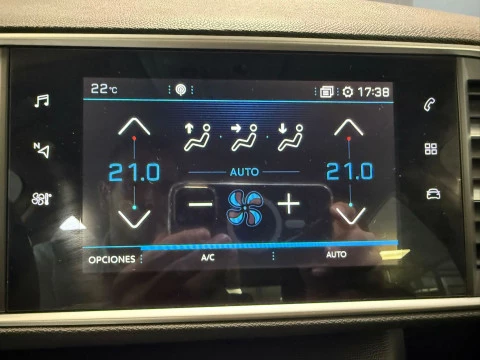 22°C 17:38
N
21.0 AUTO 21.0
OPCIONES A/C AUTO